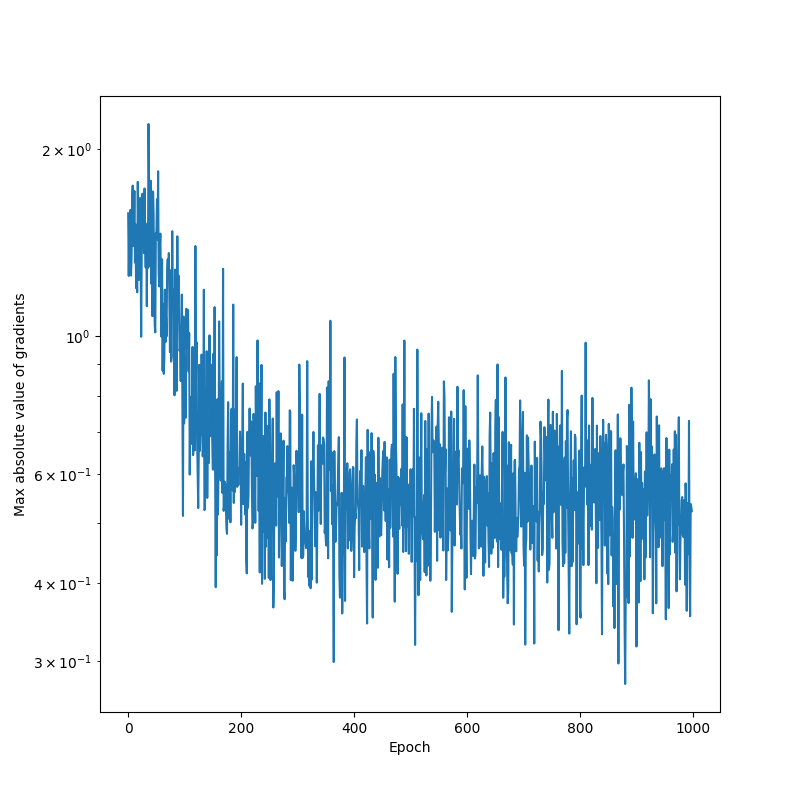 Max absolute value of gradients
2 × 10⁰
10⁰
6 × 10⁻¹
4 × 10⁻¹
3 × 10⁻¹
0 200 400 600 800 1000
Epoch